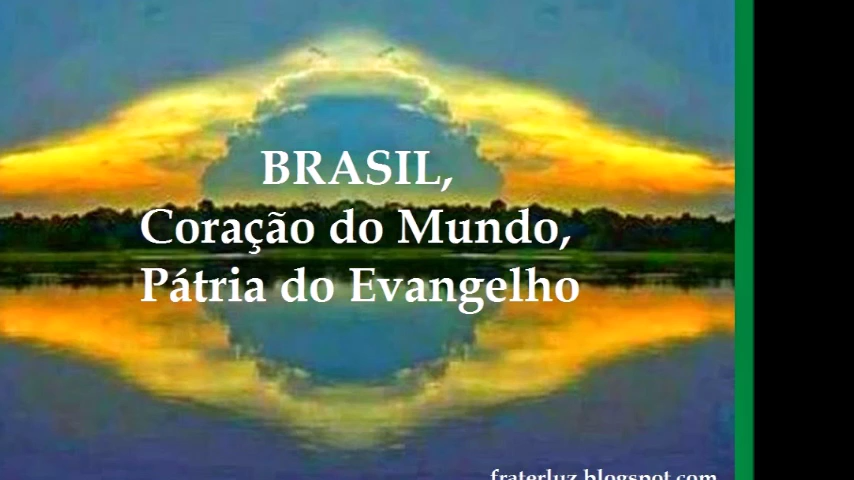 BRASIL,
Coração do Mundo,
Pátria do Evangelho
fraterluz.blogspot.com